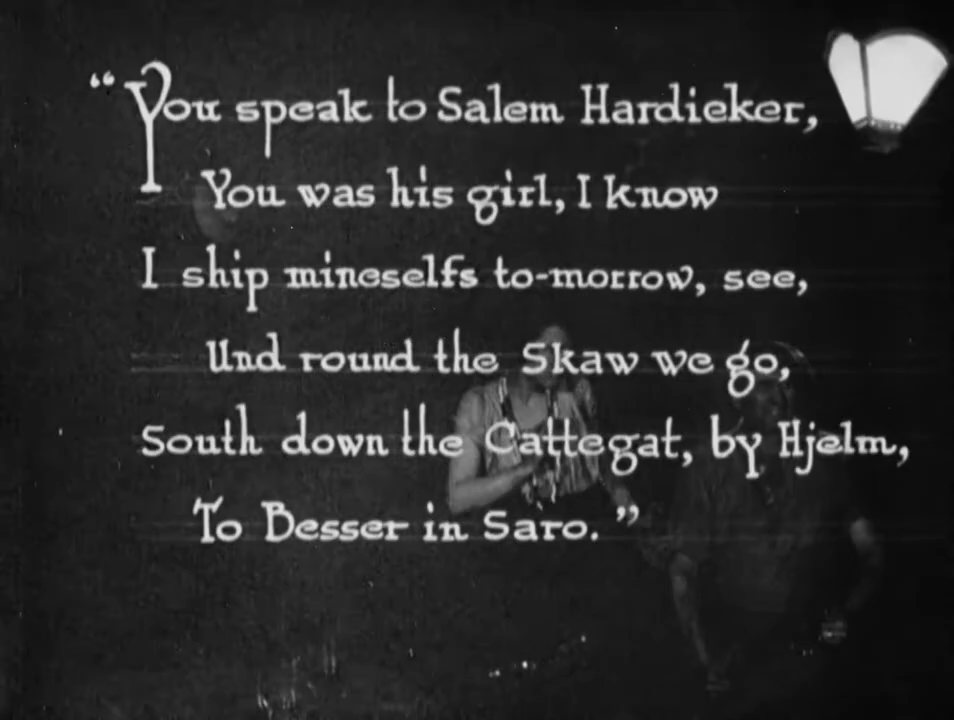 “You speak to Salem Hardieker,
You was his girl, I know
I ship mineselfs to-morrow, see,
Und round the Skaw we go,
South down the Cattegat, by Hjelm,
To Besser in Saro.”